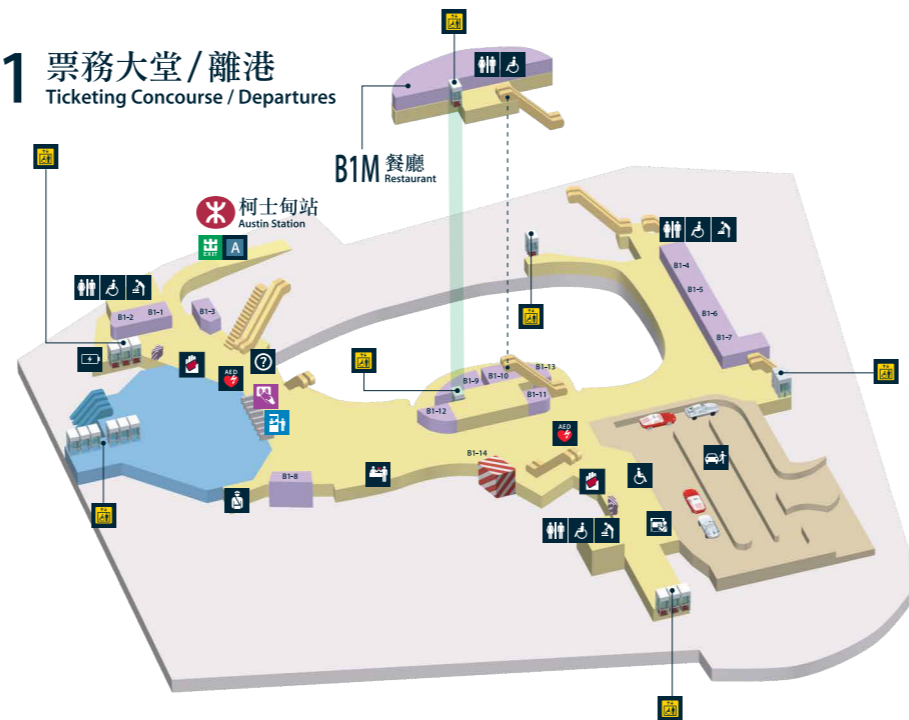 1 票務大堂/離港
Ticketing Concourse / Departures
B1M 餐廳
Restaurant
柯士甸站
Austin Station
出
EXIT
A
B1-4
B1-5
B1-6
B1-7
B1-1
B1-2
B1-3
AED
?
B1-9
B1-10
B1-13
B1-11
B1-12
AED
B1-14
B1-8